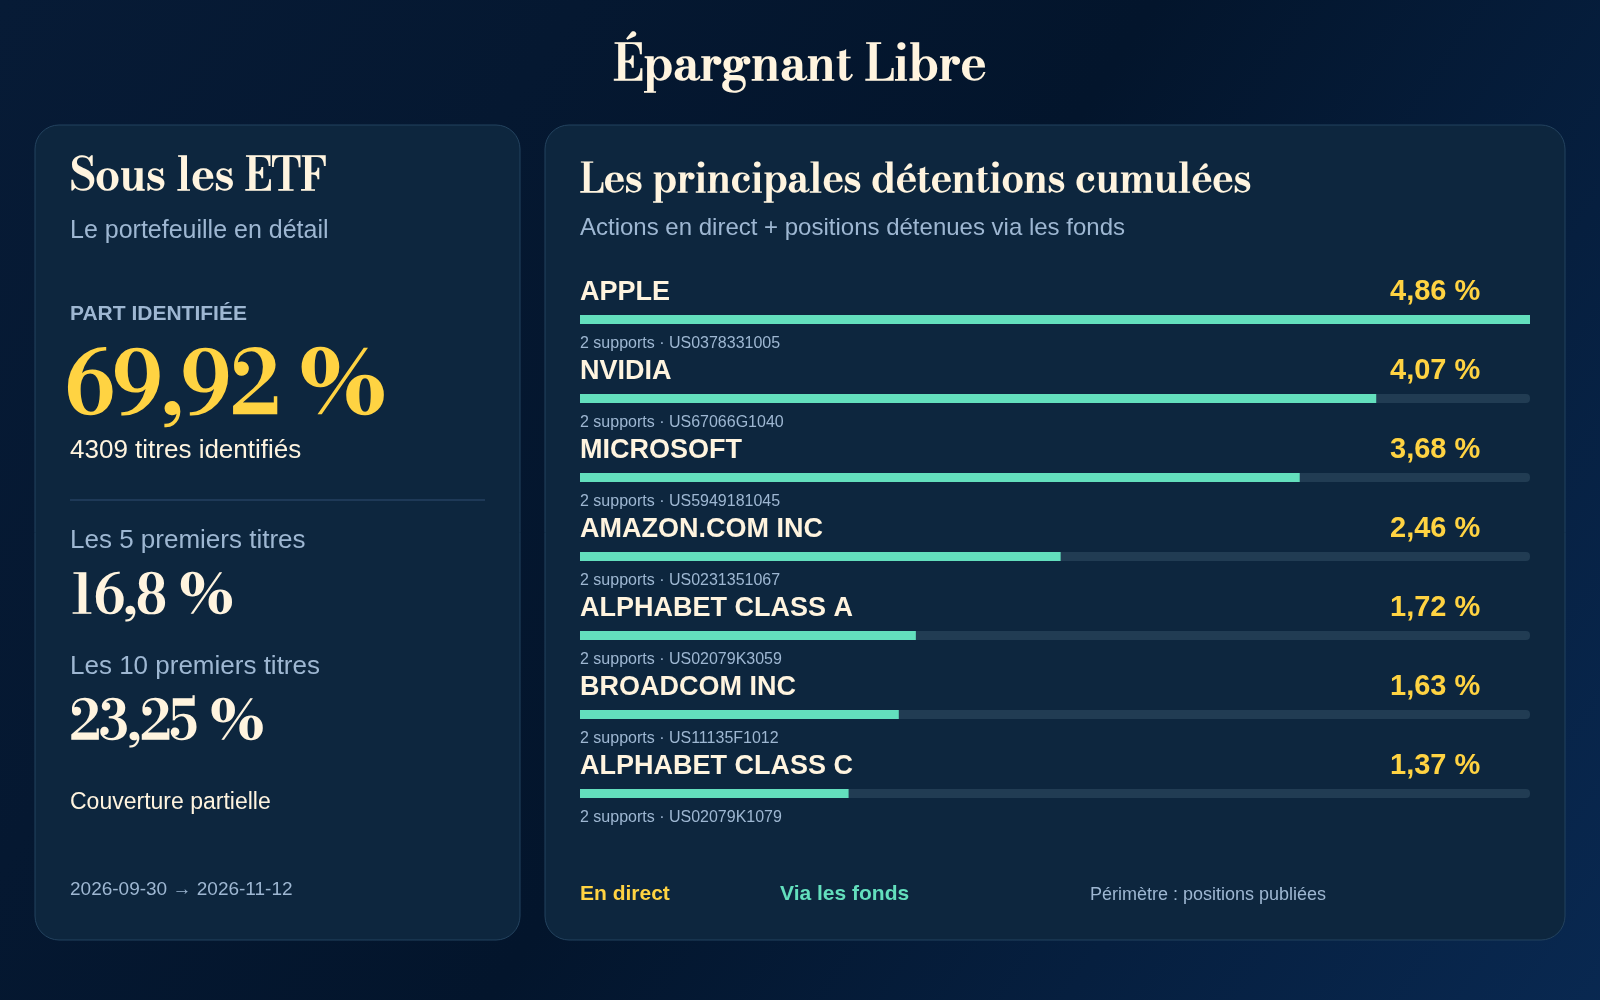 Épargnant Libre
Sous les ETF
Le portefeuille en détail
PART IDENTIFIÉE
69,92 %
4309 titres identifiés
Les 5 premiers titres
16,8 %
Les 10 premiers titres
23,25 %
Couverture partielle
2026-09-30 → 2026-11-12
Les principales détentions cumulées
Actions en direct + positions détenues via les fonds
APPLE 4,86 %
2 supports · US0378331005
NVIDIA 4,07 %
2 supports · US67066G1040
MICROSOFT 3,68 %
2 supports · US5949181045
AMAZON.COM INC 2,46 %
2 supports · US0231351067
ALPHABET CLASS A 1,72 %
2 supports · US02079K3059
BROADCOM INC 1,63 %
2 supports · US11135F1012
ALPHABET CLASS C 1,37 %
2 supports · US02079K1079
En direct Via les fonds Périmètre : positions publiées